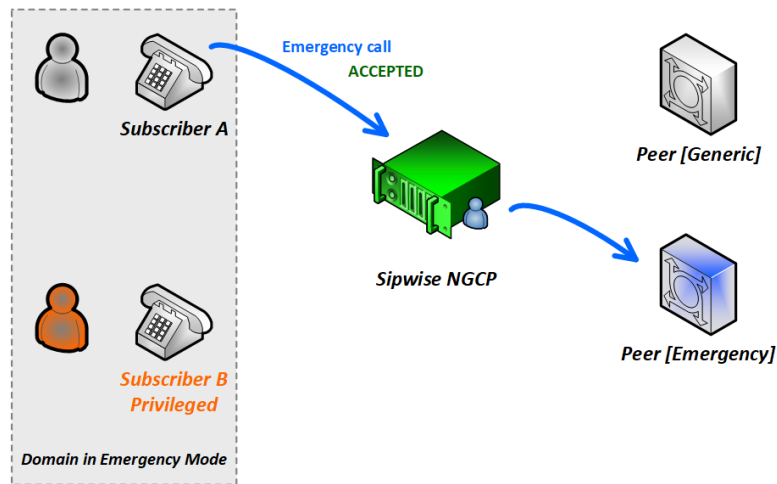 Emergency call
ACCEPTED
Subscriber A
Peer [Generic]
Sipwise NGCP
Peer [Emergency]
Subscriber B
Privileged
Domain in Emergency Mode